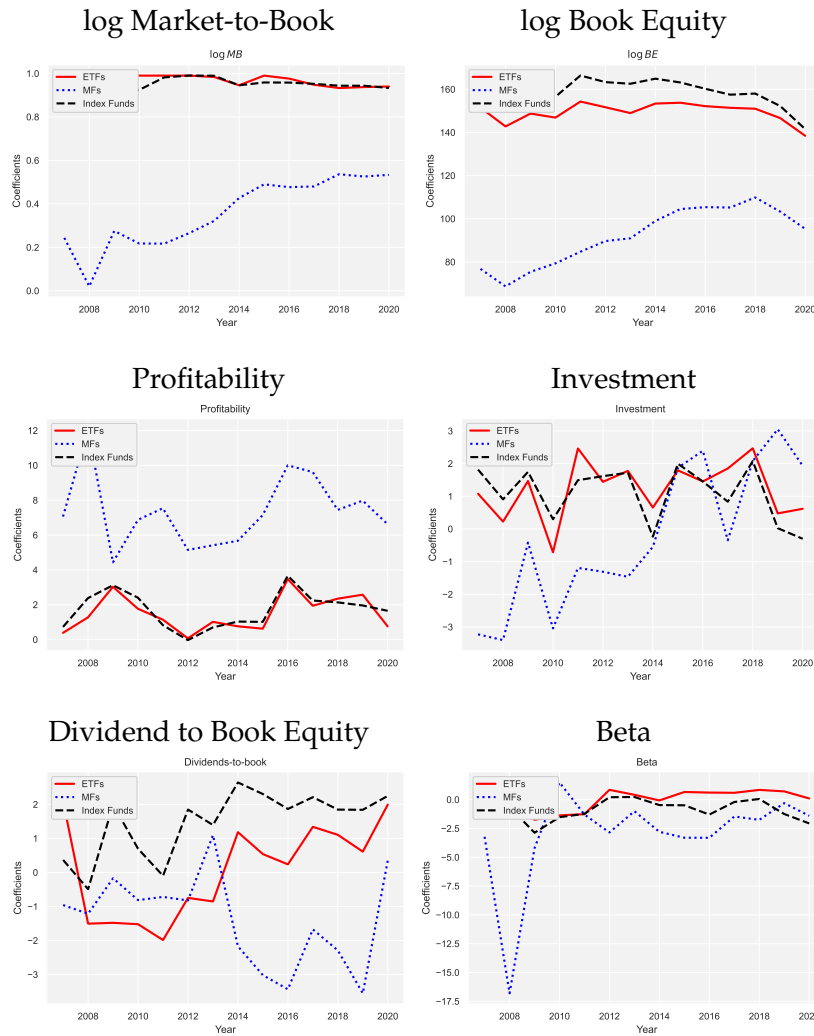 log Market-to-Book
log Book Equity
log MB
1.0
0.8
0.6
0.4
0.2
0.0
Coefficients
ETFs
MFs
Index Funds
2008 2010 2012 2014 2016 2018 2020
Year
log BE
160
140
120
100
80
Coefficients
ETFs
MFs
Index Funds
2008 2010 2012 2014 2016 2018 2020
Year
Profitability
Investment
Profitability
12
10
8
6
4
2
0
Coefficients
ETFs
MFs
Index Funds
2008 2010 2012 2014 2016 2018 2020
Year
Investment
3
2
1
0
−1
−2
−3
Coefficients
ETFs
MFs
Index Funds
2008 2010 2012 2014 2016 2018 2020
Year
Dividend to Book Equity
Beta
Dividends-to-book
2
1
0
−1
−2
−3
Coefficients
ETFs
MFs
Index Funds
2008 2010 2012 2014 2016 2018 2020
Year
Beta
0.0
−2.5
−5.0
−7.5
−10.0
−12.5
−15.0
−17.5
Coefficients
ETFs
MFs
Index Funds
2008 2010 2012 2014 2016 2018 2020
Year